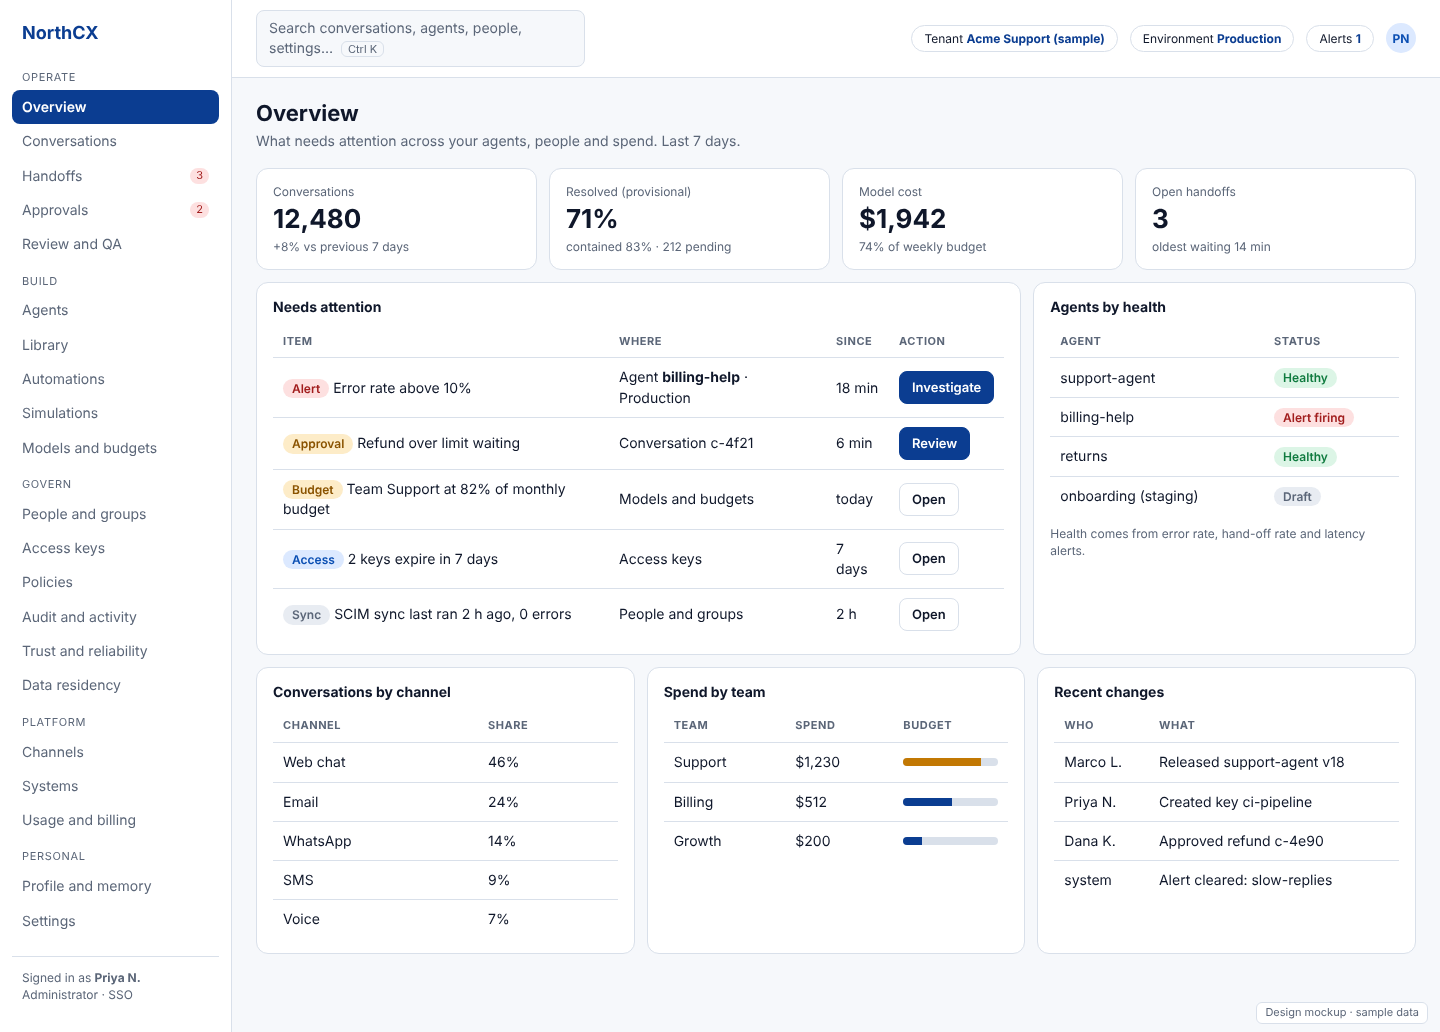 NorthCX
OPERATE
Overview
Conversations
Handoffs 3
Approvals 2
Review and QA
BUILD
Agents
Library
Automations
Simulations
Models and budgets
GOVERN
People and groups
Access keys
Policies
Audit and activity
Trust and reliability
Data residency
PLATFORM
Channels
Systems
Usage and billing
PERSONAL
Profile and memory
Settings
Signed in as Priya N.
Administrator · SSO
Search conversations, agents, people,
settings... Ctrl K
Tenant Acme Support (sample)
Environment Production
Alerts 1
PN
Overview
What needs attention across your agents, people and spend. Last 7 days.
Conversations
12,480
+8% vs previous 7 days
Resolved (provisional)
71%
contained 83% · 212 pending
Model cost
$1,942
74% of weekly budget
Open handoffs
3
oldest waiting 14 min
Needs attention
ITEM WHERE SINCE ACTION
Alert Error rate above 10% Agent billing-help · 18 min Investigate
Production
Approval Refund over limit waiting Conversation c-4f21 6 min Review
Budget Team Support at 82% of monthly Models and budgets today Open
budget
Access 2 keys expire in 7 days Access keys 7 Open
days
Sync SCIM sync last ran 2 h ago, 0 errors People and groups 2 h Open
Agents by health
AGENT STATUS
support-agent Healthy
billing-help Alert firing
returns Healthy
onboarding (staging) Draft
Health comes from error rate, hand-off rate and latency
alerts.
Conversations by channel
CHANNEL SHARE
Web chat 46%
Email 24%
WhatsApp 14%
SMS 9%
Voice 7%
Spend by team
TEAM SPEND BUDGET
Support $1,230
Billing $512
Growth $200
Recent changes
WHO WHAT
Marco L. Released support-agent v18
Priya N. Created key ci-pipeline
Dana K. Approved refund c-4e90
system Alert cleared: slow-replies
Design mockup · sample data